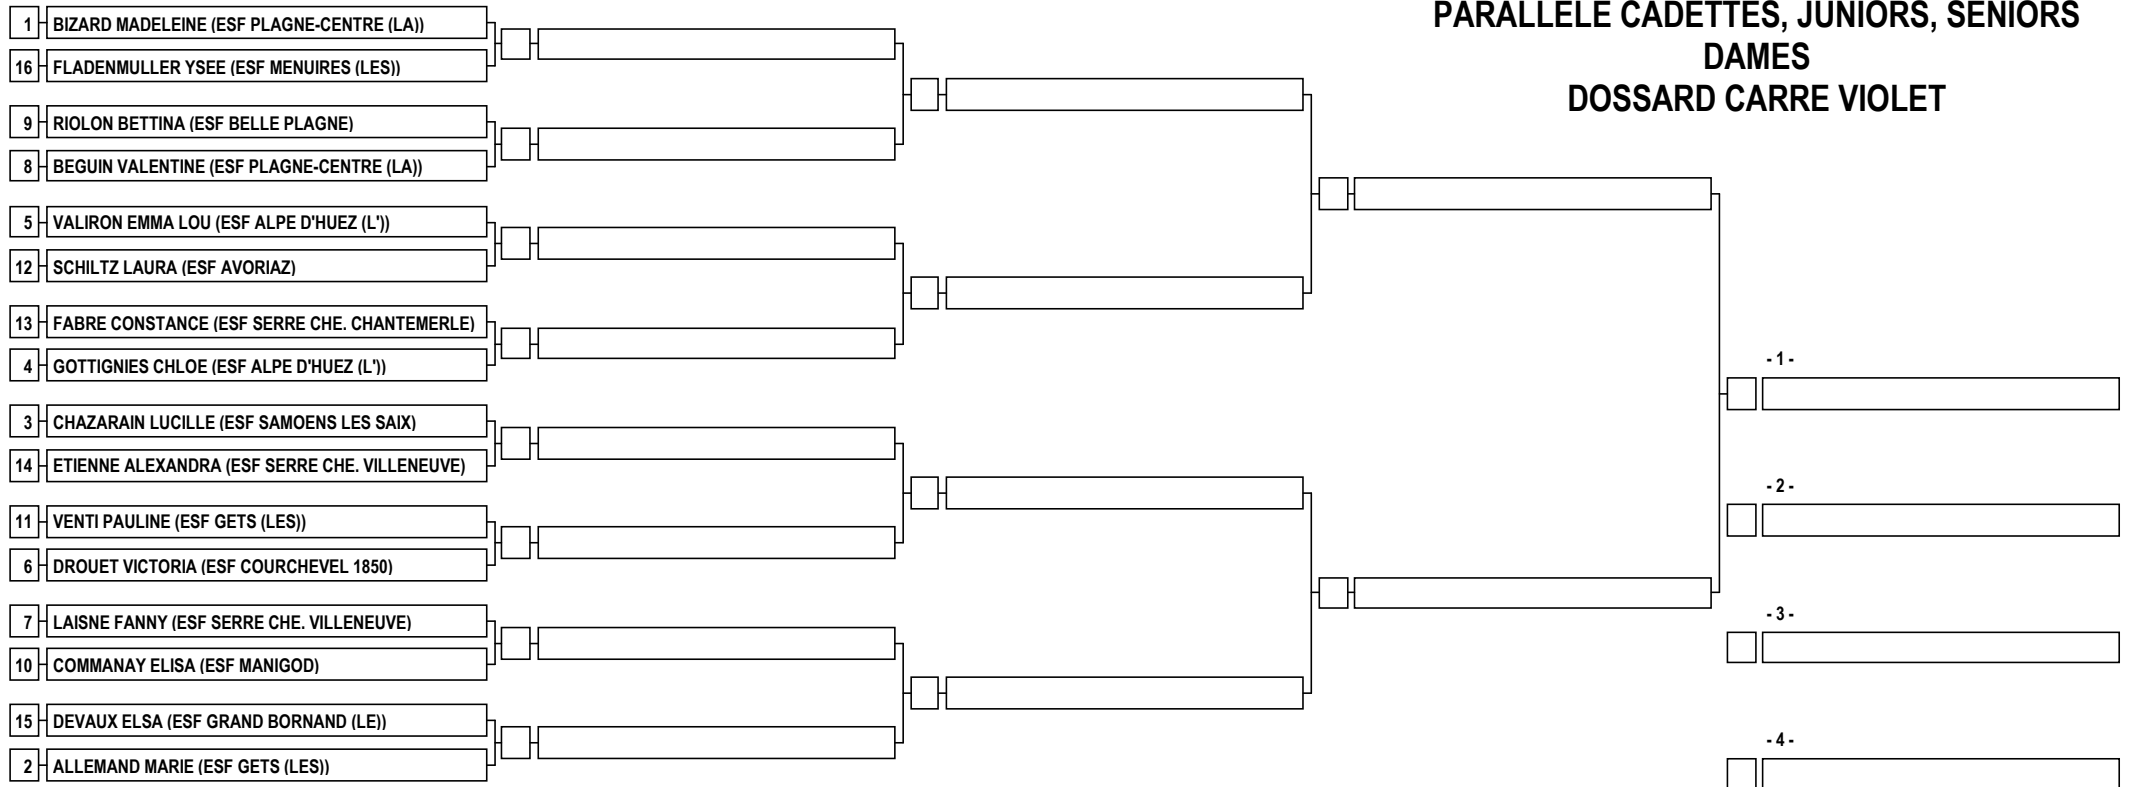 PARALLELE CADETTES, JUNIORS, SENIORS
DAMES
DOSSARD CARRE VIOLET
1 BIZARD MADELEINE (ESF PLAGNE-CENTRE (LA))
16 FLADENMULLER YSEE (ESF MENUIRES (LES))
9 RIOLON BETTINA (ESF BELLE PLAGNE)
8 BEGUIN VALENTINE (ESF PLAGNE-CENTRE (LA))
5 VALIRON EMMA LOU (ESF ALPE D'HUEZ (L'))
12 SCHILTZ LAURA (ESF AVORIAZ)
13 FABRE CONSTANCE (ESF SERRE CHE. CHANTEMERLE)
4 GOTTIGNIES CHLOE (ESF ALPE D'HUEZ (L'))
3 CHAZARAIN LUCILLE (ESF SAMOENS LES SAIX)
14 ETIENNE ALEXANDRA (ESF SERRE CHE. VILLENEUVE)
11 VENTI PAULINE (ESF GETS (LES))
6 DROUET VICTORIA (ESF COURCHEVEL 1850)
7 LAISNE FANNY (ESF SERRE CHE. VILLENEUVE)
10 COMMANAY ELISA (ESF MANIGOD)
15 DEVAUX ELSA (ESF GRAND BORNAND (LE))
2 ALLEMAND MARIE (ESF GETS (LES))
- 1 -
- 2 -
- 3 -
- 4 -